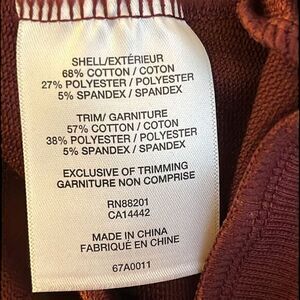 SHELL/EXTÉRIEUR
68% COTTON / COTON
27% POLYESTER / POLYESTER
5% SPANDEX / SPANDEX
TRIM/ GARNITURE
57% COTTON / COTON
38% POLYESTER / POLYESTER
5% SPANDEX / SPANDEX
EXCLUSIVE OF TRIMMING
GARNITURE NON COMPRISE
RN88201
CA14442
MADE IN CHINA
FABRIQUÉ EN CHINE
67A0011